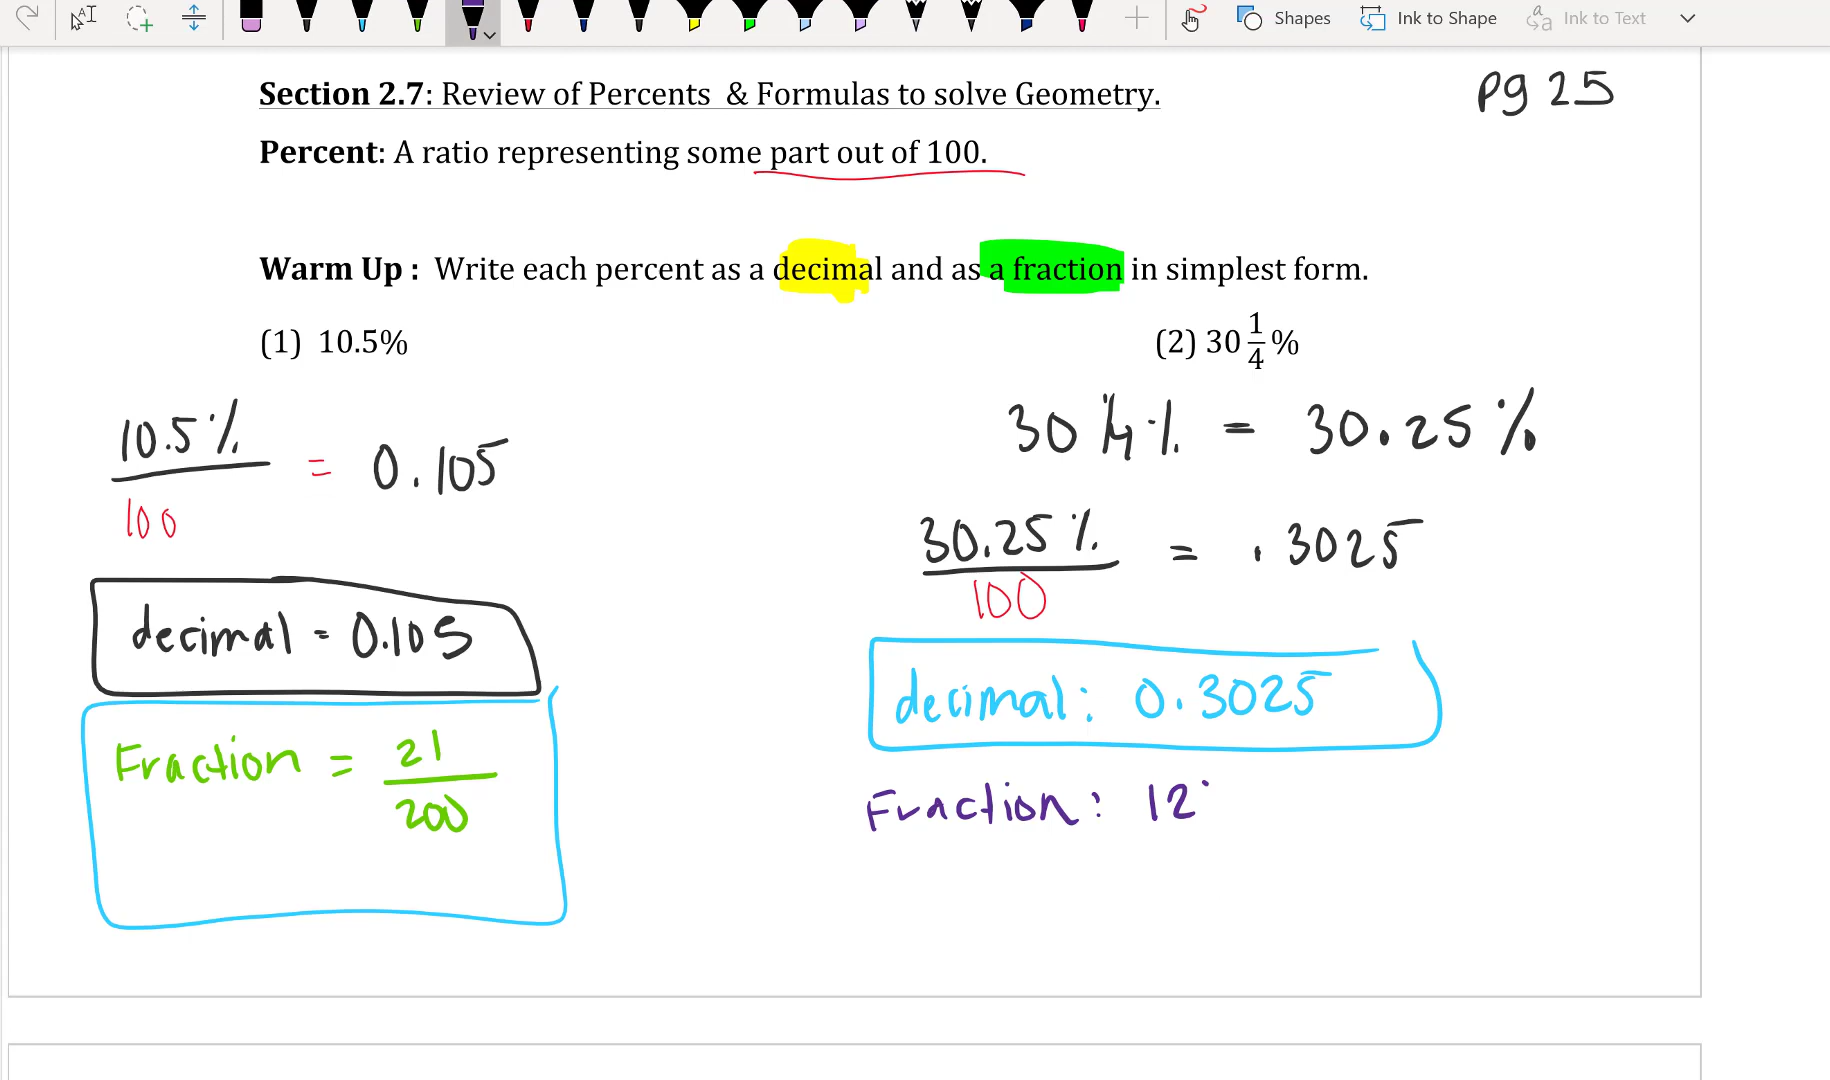 Shapes Ink to Shape Ink to Text
Section 2.7: Review of Percents & Formulas to solve Geometry.
pg 25
Percent: A ratio representing some part out of 100.
Warm Up : Write each percent as a decimal and as a fraction in simplest form.
(1) 10.5%
(2) 30 1/4 %
10.5% / 100 = 0.105
30 1/4 % = 30.25 %
30.25 % / 100 = .3025
decimal = 0.105
decimal: 0.3025
Fraction = 21/200
Fraction: 12